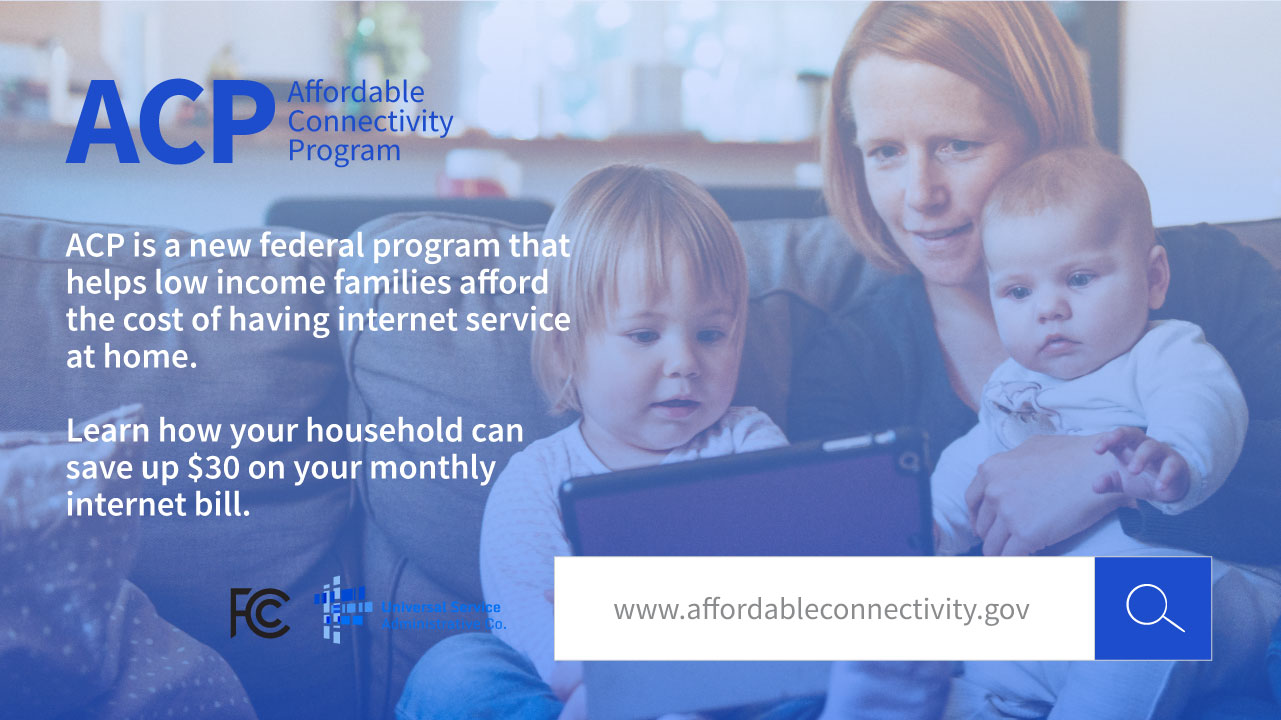 ACP Affordable
Connectivity
Program
ACP is a new federal program that
helps low income families afford
the cost of having internet service
at home.
Learn how your household can
save up $30 on your monthly
internet bill.
FCC
Universal Service
Administrative Co.
www.affordableconnectivity.gov